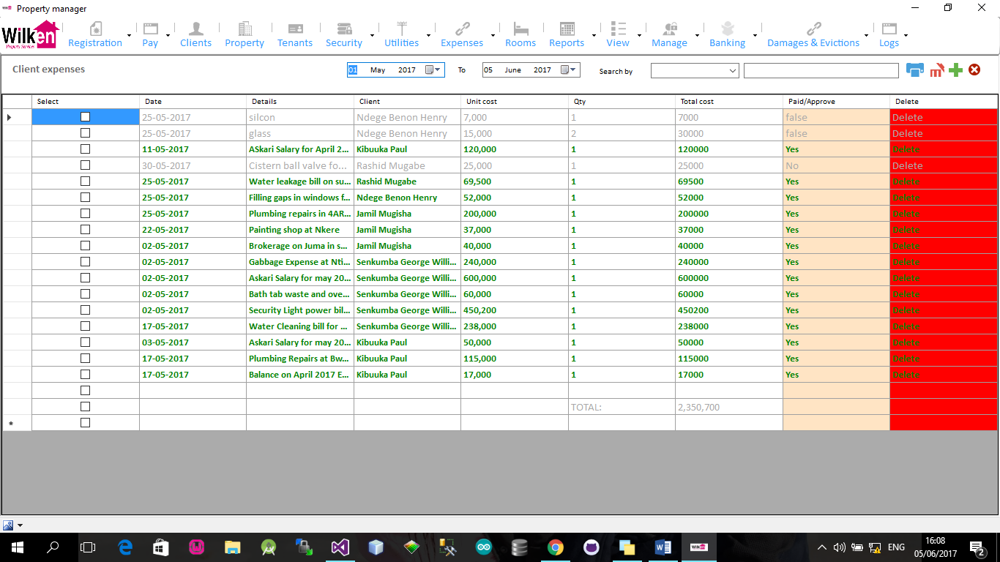 Property manager
Wilken
Property Services
Registration Pay Clients Property Tenants Security Utilities Expenses Rooms Reports View Manage Banking Damages & Evictions Logs
Client expenses 01 May 2017 To 05 June 2017 Search by
Select Date Details Client Unit cost Qty Total cost Paid/Approve Delete
25-05-2017 silcon Ndege Benon Henry 7,000 1 7000 false Delete
25-05-2017 glass Ndege Benon Henry 15,000 2 30000 false Delete
11-05-2017 ASkari Salary for April 2... Kibuuka Paul 120,000 1 120000 Yes Delete
30-05-2017 Cistern ball valve fo... Rashid Mugabe 25,000 1 25000 No Delete
25-05-2017 Water leakage bill on su... Rashid Mugabe 69,500 1 69500 Yes Delete
25-05-2017 Filling gaps in windows f... Ndege Benon Henry 52,000 1 52000 Yes Delete
25-05-2017 Plumbing repairs in 4AR... Jamil Mugisha 200,000 1 200000 Yes Delete
22-05-2017 Painting shop at Nkere Jamil Mugisha 37,000 1 37000 Yes Delete
02-05-2017 Brokerage on Juma in s... Jamil Mugisha 40,000 1 40000 Yes Delete
02-05-2017 Gabbage Expense at Nti... Senkumba George Willi... 240,000 1 240000 Yes Delete
02-05-2017 Askari Salary for may 20... Senkumba George Willi... 600,000 1 600000 Yes Delete
02-05-2017 Bath tab waste and ove... Senkumba George Willi... 60,000 1 60000 Yes Delete
02-05-2017 Security Light power bil... Senkumba George Willi... 450,200 1 450200 Yes Delete
17-05-2017 Water Cleaning bill for ... Senkumba George Willi... 238,000 1 238000 Yes Delete
03-05-2017 Askari Salary for may 20... Kibuuka Paul 50,000 1 50000 Yes Delete
17-05-2017 Plumbing Repairs at Bw... Kibuuka Paul 115,000 1 115000 Yes Delete
17-05-2017 Balance on April 2017 E... Kibuuka Paul 17,000 1 17000 Yes Delete
TOTAL: 2,350,700
ENG 16:08
05/06/2017
2